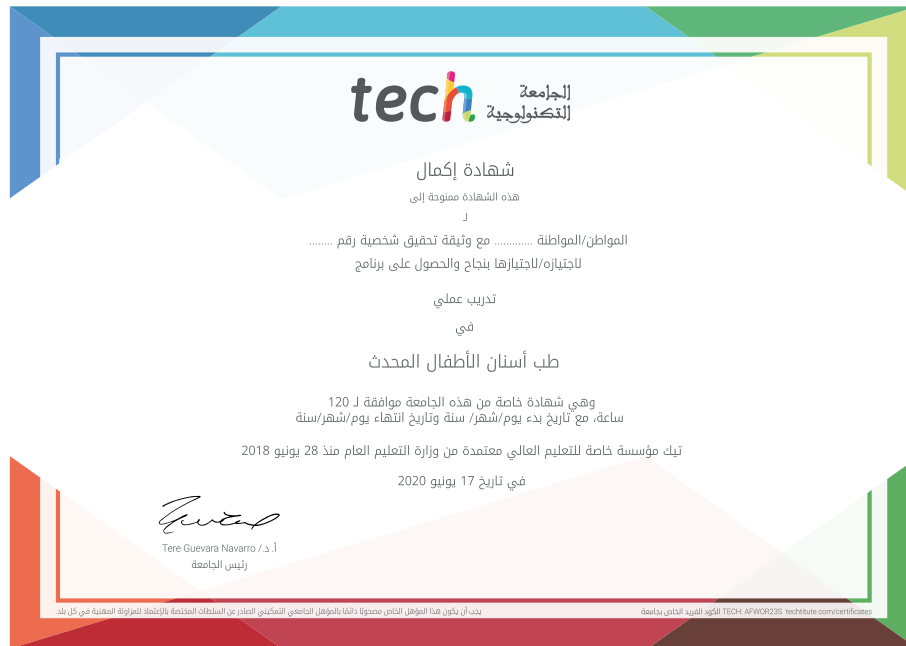 tech الجامعة
التكنولوجية
شهادة إكمال
هذه الشهادة ممنوحة إلى
لـ
المواطن/المواطنة ............. مع وثيقة تحقيق شخصية رقم ........
لاجتيازه/لاجتيازها بنجاح والحصول على برنامج
تدريب عملي
في
طب أسنان الأطفال المحدث
وهي شهادة خاصة من هذه الجامعة موافقة لـ 120
ساعة، مع تاريخ بدء يوم/شهر/ سنة وتاريخ انتهاء يوم/شهر/سنة
تيك مؤسسة خاصة للتعليم العالي معتمدة من وزارة التعليم العام منذ 28 يونيو 2018
في تاريخ 17 يونيو 2020
أ.د./ Tere Guevara Navarro
رئيس الجامعة
الكود الفريد الخاص بجامعة TECH: AFWOR23S techtitute.com/certificates
يجب أن يكون هذا المؤهل الخاص مصحوبًا دائمًا بالمؤهل الجامعي التمكيني الصادر عن السلطات المختصة بالإعتماد للمزاولة المهنية في كل بلد.